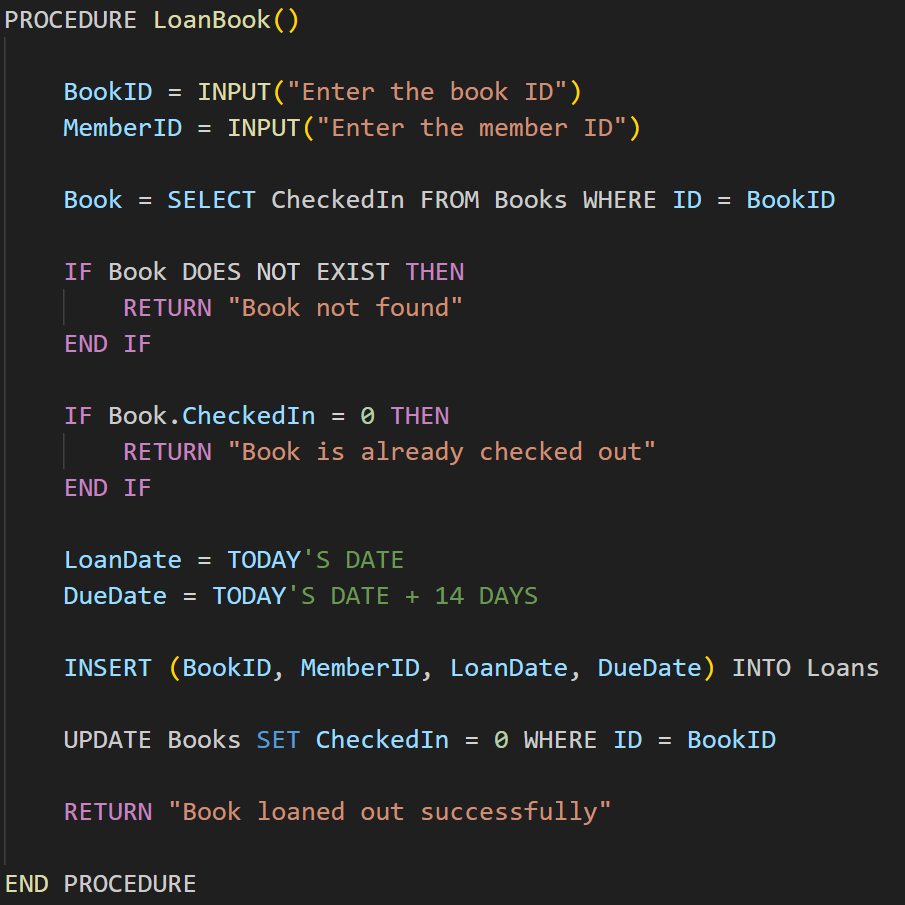 PROCEDURE LoanBook()
BookID = INPUT("Enter the book ID")
MemberID = INPUT("Enter the member ID")
Book = SELECT CheckedIn FROM Books WHERE ID = BookID
IF Book DOES NOT EXIST THEN
RETURN "Book not found"
END IF
IF Book.CheckedIn = 0 THEN
RETURN "Book is already checked out"
END IF
LoanDate = TODAY'S DATE
DueDate = TODAY'S DATE + 14 DAYS
INSERT (BookID, MemberID, LoanDate, DueDate) INTO Loans
UPDATE Books SET CheckedIn = 0 WHERE ID = BookID
RETURN "Book loaned out successfully"
END PROCEDURE